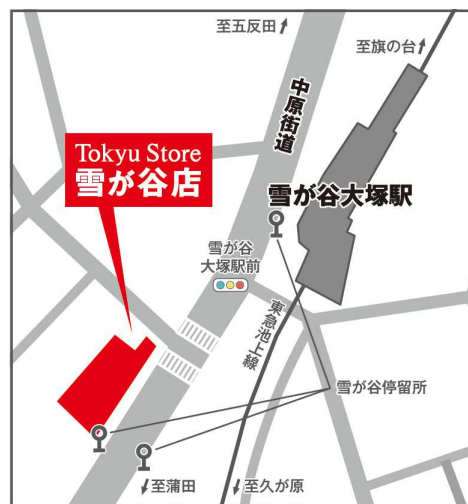 至五反田
至旗の台
中原街道
Tokyu Store
雪が谷店
雪が谷大塚駅
雪が谷
大塚駅前
東急池上線
雪が谷停留所
至蒲田
至久が原